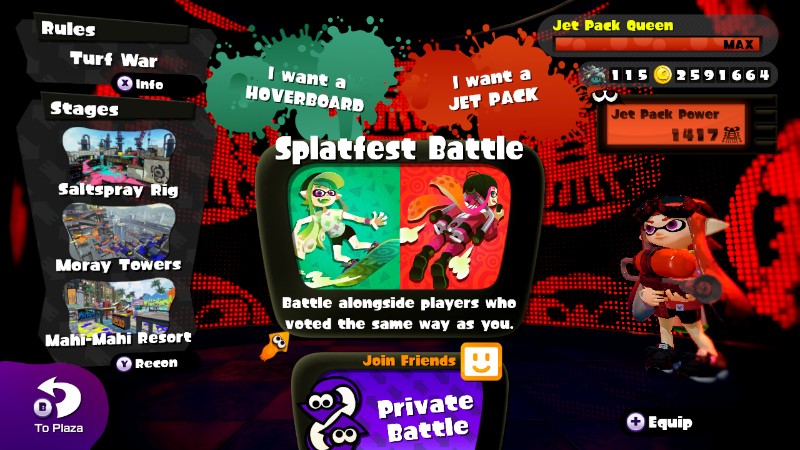 Rules
Turf War
X Info
Stages
Saltspray Rig
Moray Towers
Mahi-Mahi Resort
Y Recon
B
To Plaza
I want a
HOVERBOARD
I want a
JET PACK
Splatfest Battle
Battle alongside players who
voted the same way as you.
Join Friends
Private
Battle
Jet Pack Queen
MAX
115 2591664
Jet Pack Power
1417
+ Equip